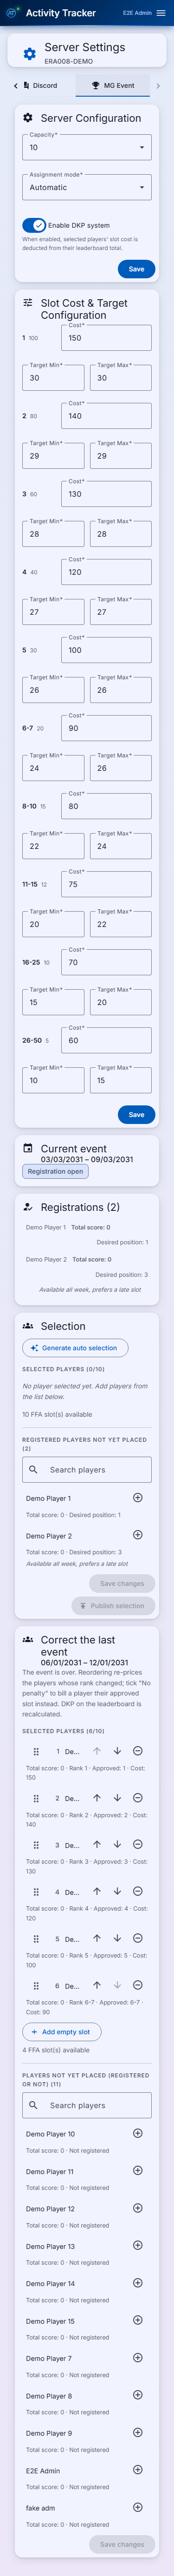 Activity Tracker
E2E Admin
Server Settings
ERA008-DEMO
Discord
MG Event
Server Configuration
Capacity*
10
Assignment mode*
Automatic
Enable DKP system
When enabled, selected players' slot cost is
deducted from their leaderboard total.
Save
Slot Cost & Target
Configuration
1 100
Cost*
150
Target Min* Target Max*
30 30
2 80
Cost*
140
Target Min* Target Max*
29 29
3 60
Cost*
130
Target Min* Target Max*
28 28
4 40
Cost*
120
Target Min* Target Max*
27 27
5 30
Cost*
100
Target Min* Target Max*
26 26
6-7 20
Cost*
90
Target Min* Target Max*
24 26
8-10 15
Cost*
80
Target Min* Target Max*
22 24
11-15 12
Cost*
75
Target Min* Target Max*
20 22
16-25 10
Cost*
70
Target Min* Target Max*
15 20
26-50 5
Cost*
60
Target Min* Target Max*
10 15
Save
Current event
03/03/2031 – 09/03/2031
Registration open
Registrations (2)
Demo Player 1 Total score: 0
Desired position: 1
Demo Player 2 Total score: 0
Desired position: 3
Available all week, prefers a late slot
Selection
Generate auto selection
SELECTED PLAYERS (0/10)
No player selected yet. Add players from
the list below.
10 FFA slot(s) available
REGISTERED PLAYERS NOT YET PLACED
(2)
Search players
Demo Player 1
Total score: 0 · Desired position: 1
Demo Player 2
Total score: 0 · Desired position: 3
Available all week, prefers a late slot
Save changes
Publish selection
Correct the last
event
06/01/2031 – 12/01/2031
The event is over. Reordering re-prices
the players whose rank changed; tick "No
penalty" to bill a player their approved
slot instead. DKP on the leaderboard is
recalculated.
SELECTED PLAYERS (6/10)
1 De...
Total score: 0 · Rank 1 · Approved: 1 · Cost:
150
2 De...
Total score: 0 · Rank 2 · Approved: 2 · Cost:
140
3 De...
Total score: 0 · Rank 3 · Approved: 3 · Cost:
130
4 De...
Total score: 0 · Rank 4 · Approved: 4 · Cost:
120
5 De...
Total score: 0 · Rank 5 · Approved: 5 · Cost:
100
6 De...
Total score: 0 · Rank 6-7 · Approved: 6-7 ·
Cost: 90
Add empty slot
4 FFA slot(s) available
PLAYERS NOT YET PLACED (REGISTERED
OR NOT) (11)
Search players
Demo Player 10
Total score: 0 · Not registered
Demo Player 11
Total score: 0 · Not registered
Demo Player 12
Total score: 0 · Not registered
Demo Player 13
Total score: 0 · Not registered
Demo Player 14
Total score: 0 · Not registered
Demo Player 15
Total score: 0 · Not registered
Demo Player 7
Total score: 0 · Not registered
Demo Player 8
Total score: 0 · Not registered
Demo Player 9
Total score: 0 · Not registered
E2E Admin
Total score: 0 · Not registered
fake adm
Total score: 0 · Not registered
Save changes